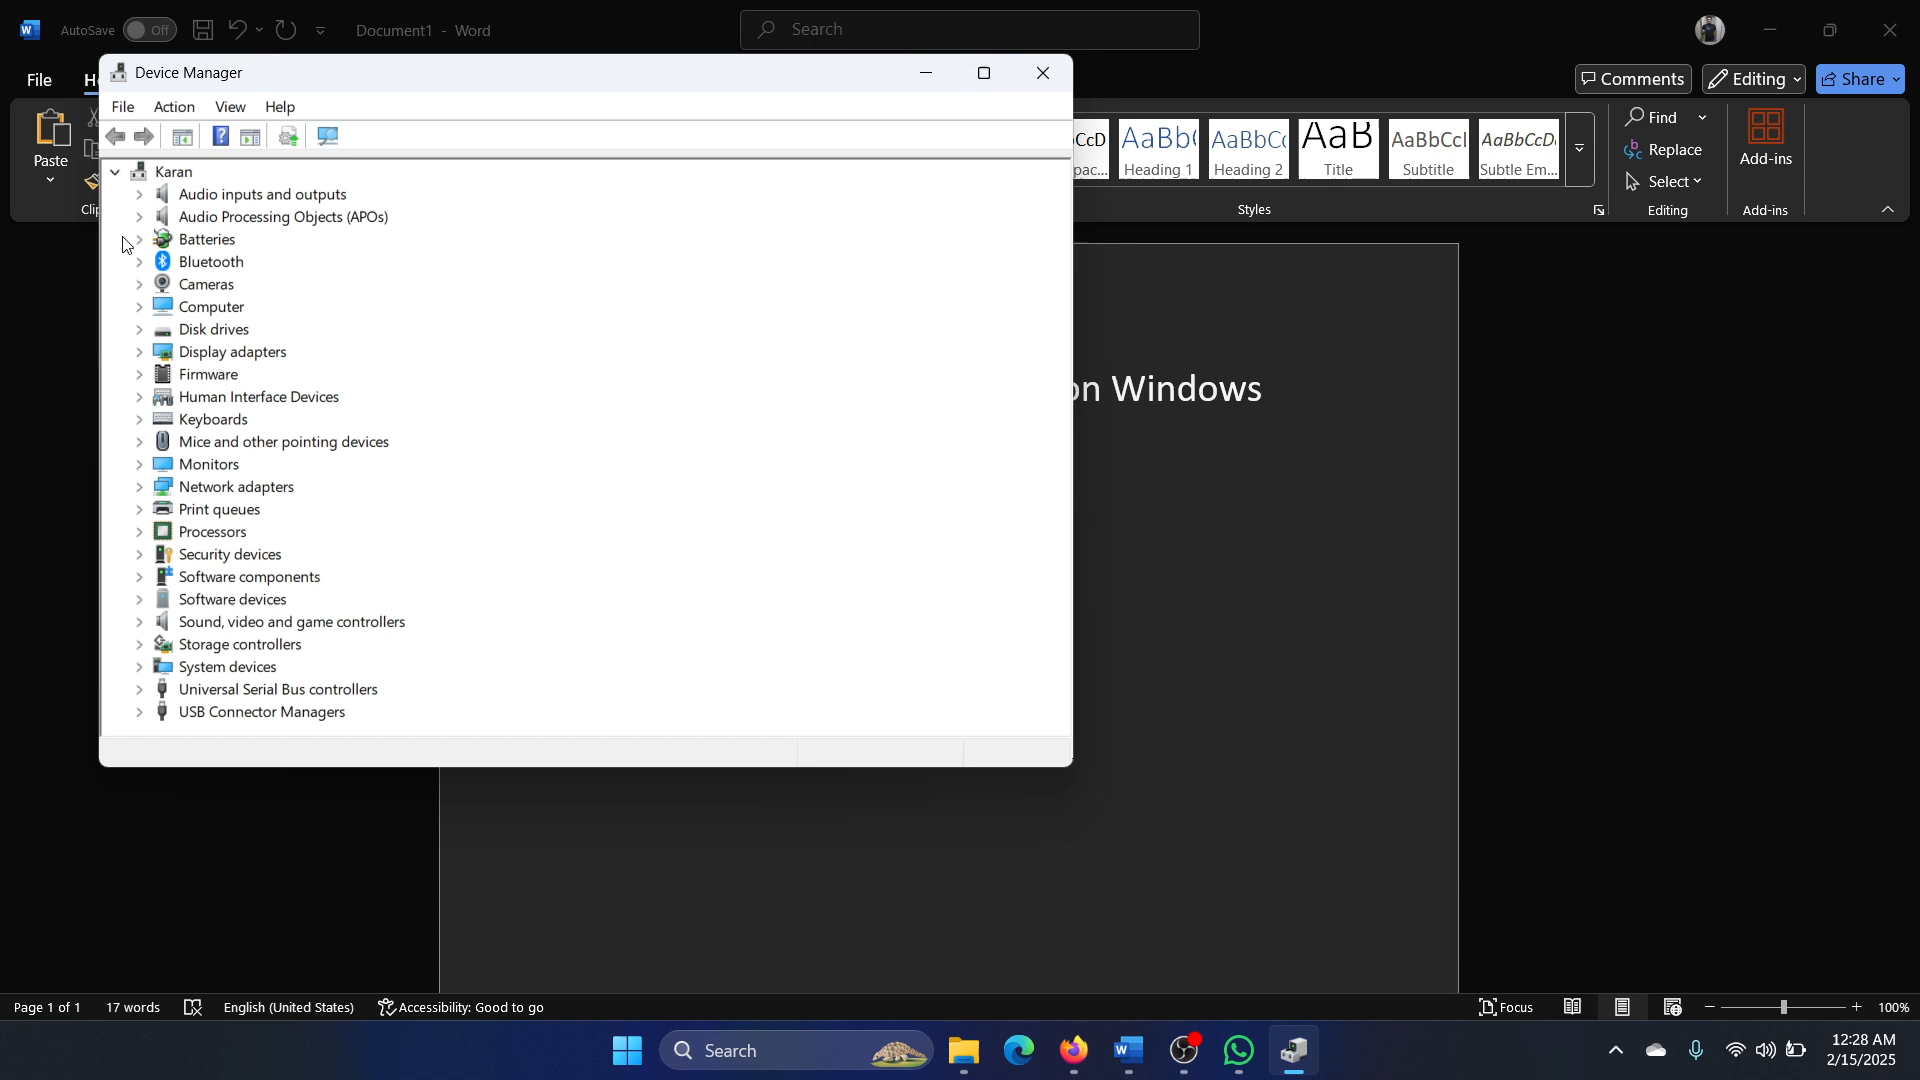 AutoSave Off Document1 - Word Search
File
Comments Editing Share
Device Manager
File Action View Help
Paste
CcD AaBb( AaBbC( AaB AaBbCcl AaBbCcD
pac... Heading 1 Heading 2 Title Subtitle Subtle Em...
Styles
Find
Replace
Select
Editing
Add-ins
Add-ins
Karan
Audio inputs and outputs
Audio Processing Objects (APOs)
Batteries
Bluetooth
Cameras
Computer
Disk drives
Display adapters
Firmware
Human Interface Devices
Keyboards
Mice and other pointing devices
Monitors
Network adapters
Print queues
Processors
Security devices
Software components
Software devices
Sound, video and game controllers
Storage controllers
System devices
Universal Serial Bus controllers
USB Connector Managers
on Windows
Page 1 of 1 17 words English (United States) Accessibility: Good to go Focus 100%
Search
12:28 AM
2/15/2025